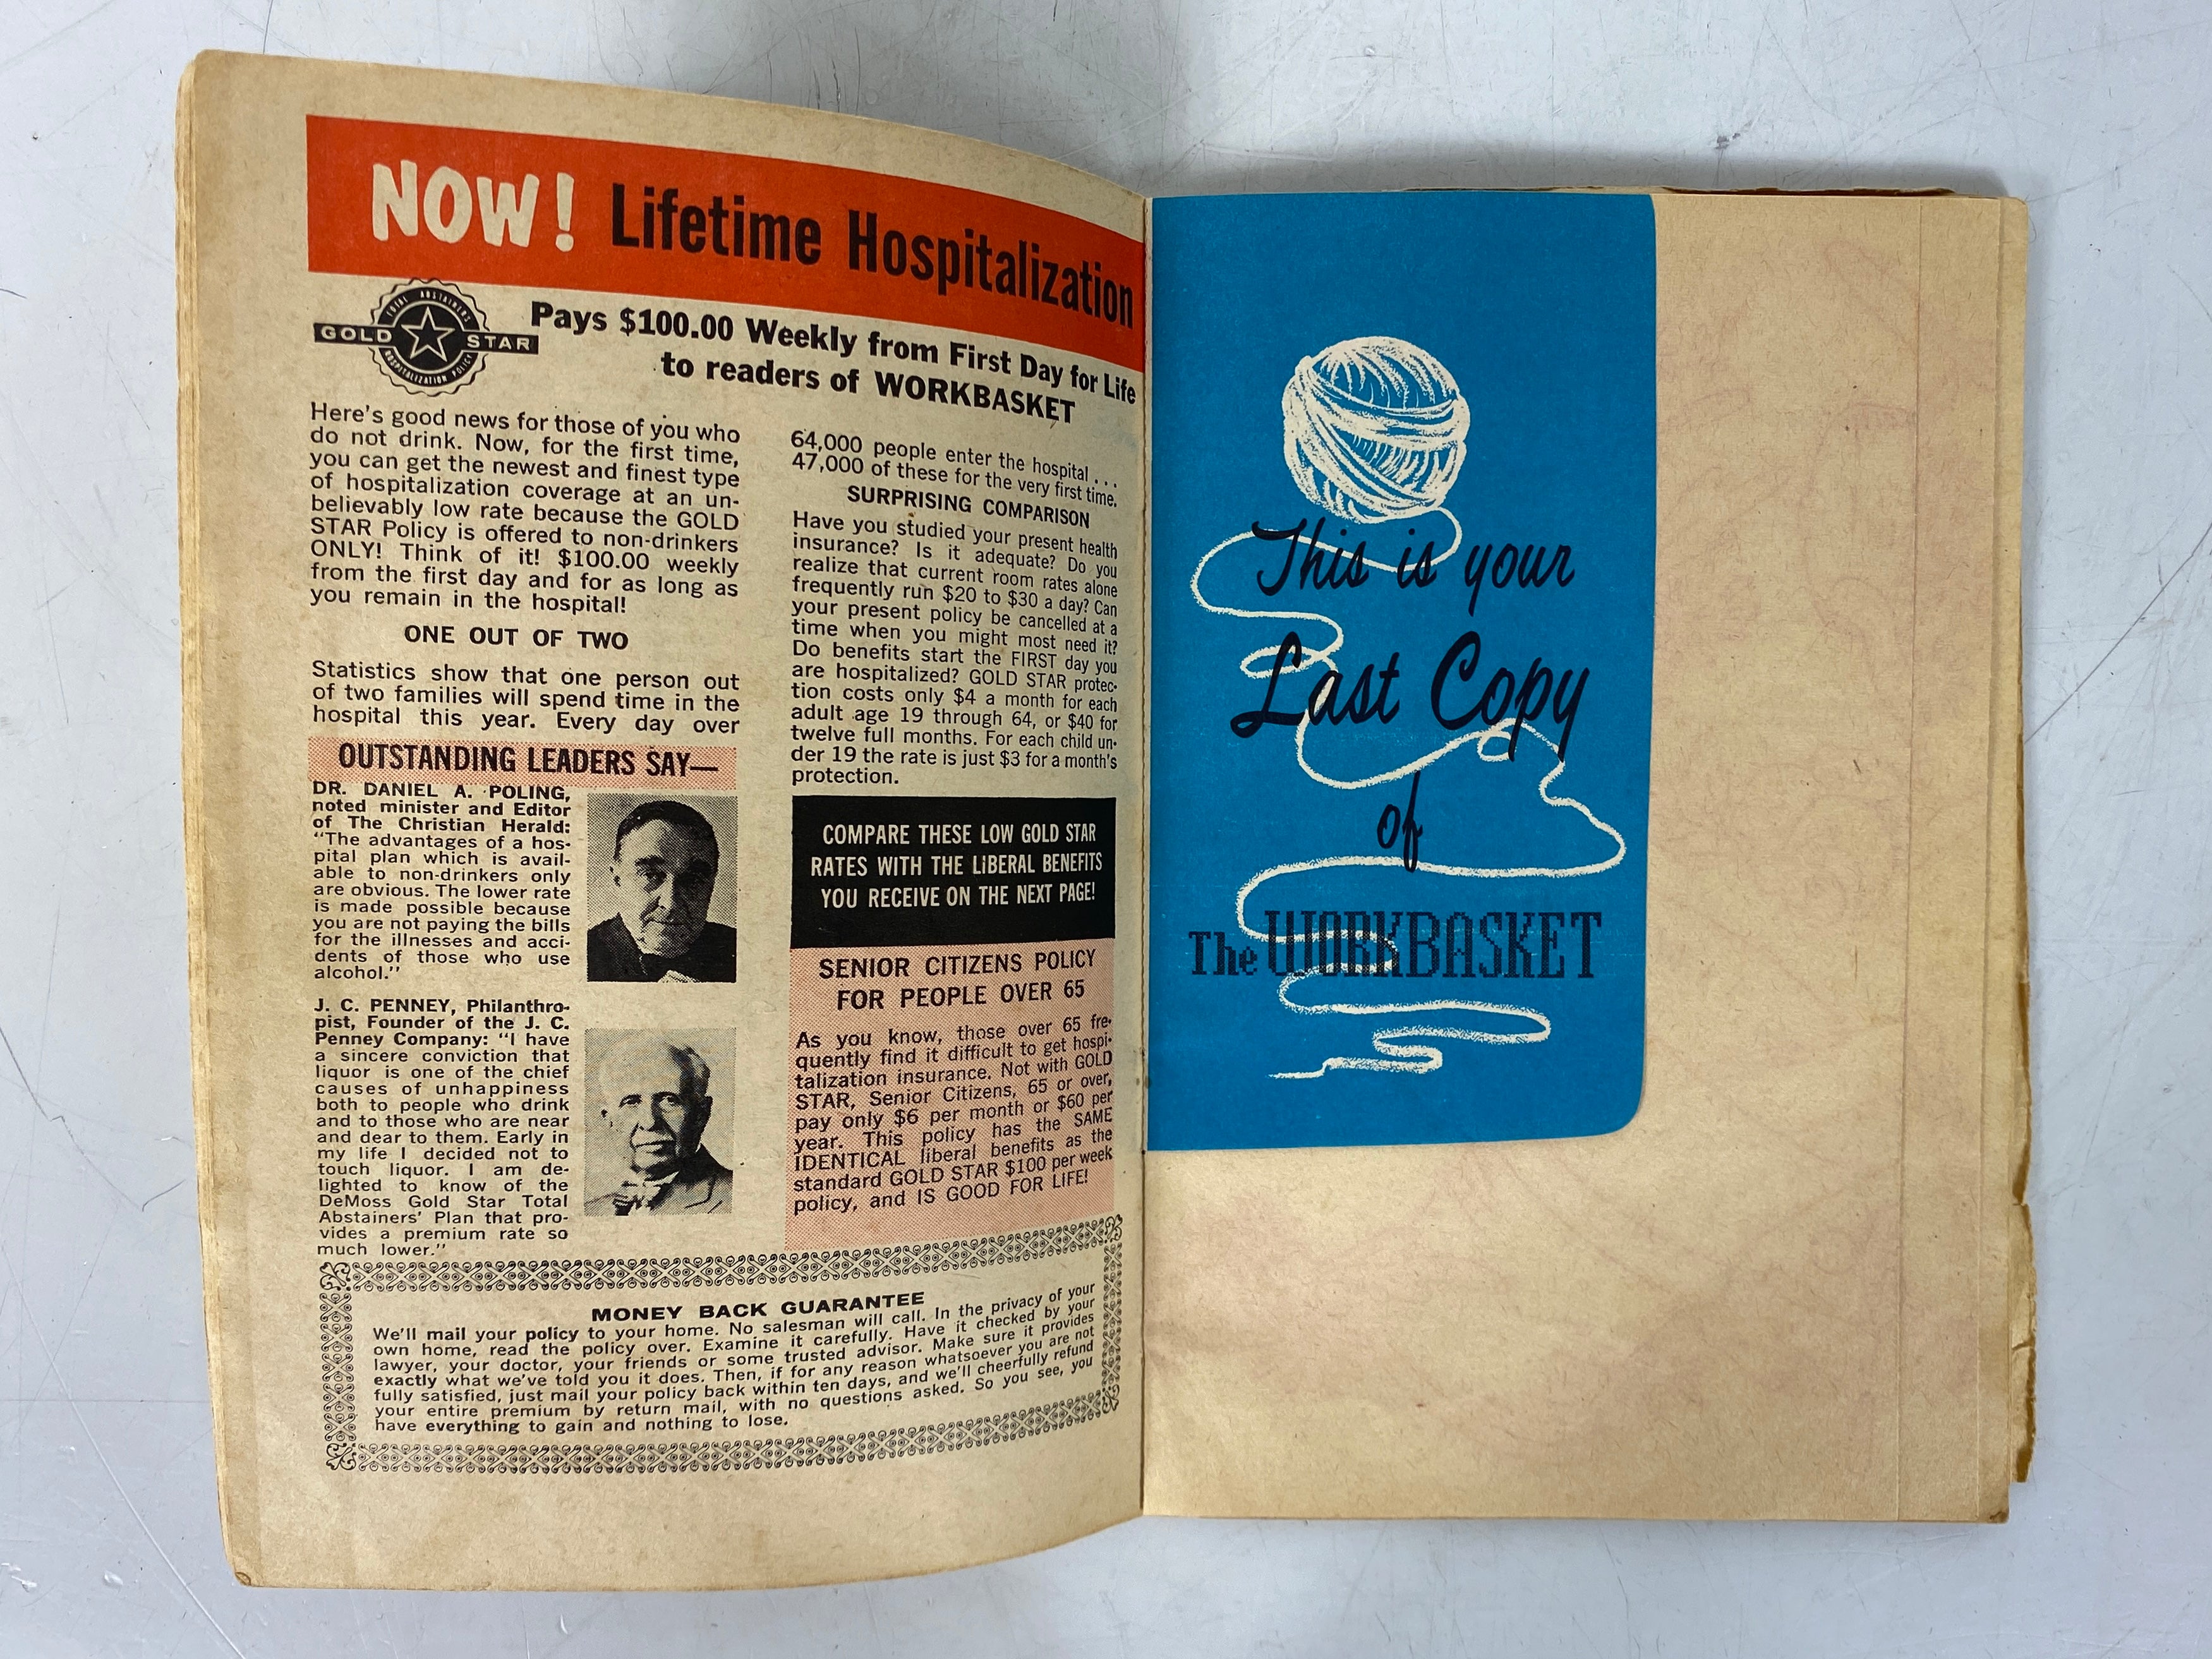 NOW! Lifetime Hospitalization
TOTAL ABSTAINERS
GOLD STAR
HOSPITALIZATION POLICY
Pays $100.00 Weekly from First Day for Life
to readers of WORKBASKET
Here's good news for those of you who
do not drink. Now, for the first time,
you can get the newest and finest type
of hospitalization coverage at an un-
believably low rate because the GOLD
STAR Policy is offered to non-drinkers
ONLY! Think of it! $100.00 weekly
from the first day and for as long as
you remain in the hospital!
ONE OUT OF TWO
Statistics show that one person out
of two families will spend time in the
hospital this year. Every day over
OUTSTANDING LEADERS SAY—
DR. DANIEL A. POLING,
noted minister and Editor
of The Christian Herald:
"The advantages of a hos-
pital plan which is avail-
able to non-drinkers only
are obvious. The lower rate
is made possible because
you are not paying the bills
for the illnesses and acci-
dents of those who use
alcohol."
J. C. PENNEY, Philanthro-
pist, Founder of the J. C.
Penney Company: "I have
a sincere conviction that
liquor is one of the chief
causes of unhappiness
both to people who drink
and to those who are near
and dear to them. Early in
my life I decided not to
touch liquor. I am de-
lighted to know of the
DeMoss Gold Star Total
Abstainers' Plan that pro-
vides a premium rate so
much lower."
64,000 people enter the hospital . . .
47,000 of these for the very first time.
SURPRISING COMPARISON
Have you studied your present health
insurance? Is it adequate? Do you
realize that current room rates alone
frequently run $20 to $30 a day? Can
your present policy be cancelled at a
time when you might most need it?
Do benefits start the FIRST day you
are hospitalized? GOLD STAR protec-
tion costs only $4 a month for each
adult age 19 through 64, or $40 for
twelve full months. For each child un-
der 19 the rate is just $3 for a month's
protection.
COMPARE THESE LOW GOLD STAR
RATES WITH THE LIBERAL BENEFITS
YOU RECEIVE ON THE NEXT PAGE!
SENIOR CITIZENS POLICY
FOR PEOPLE OVER 65
As you know, those over 65 fre-
quently find it difficult to get hospi-
talization insurance. Not with GOLD
STAR, Senior Citizens, 65 or over,
pay only $6 per month or $60 per
year. This policy has the SAME
IDENTICAL liberal benefits as the
standard GOLD STAR $100 per week
policy, and IS GOOD FOR LIFE!
MONEY BACK GUARANTEE
We'll mail your policy to your home. No salesman will call. In the privacy of your
own home, read the policy over. Examine it carefully. Have it checked by your
lawyer, your doctor, your friends or some trusted advisor. Make sure it provides
exactly what we've told you it does. Then, if for any reason whatsoever you are not
fully satisfied, just mail your policy back within ten days, and we'll cheerfully refund
your entire premium by return mail, with no questions asked. So you see, you
have everything to gain and nothing to lose.
This is your
Last Copy
of
The WORKBASKET